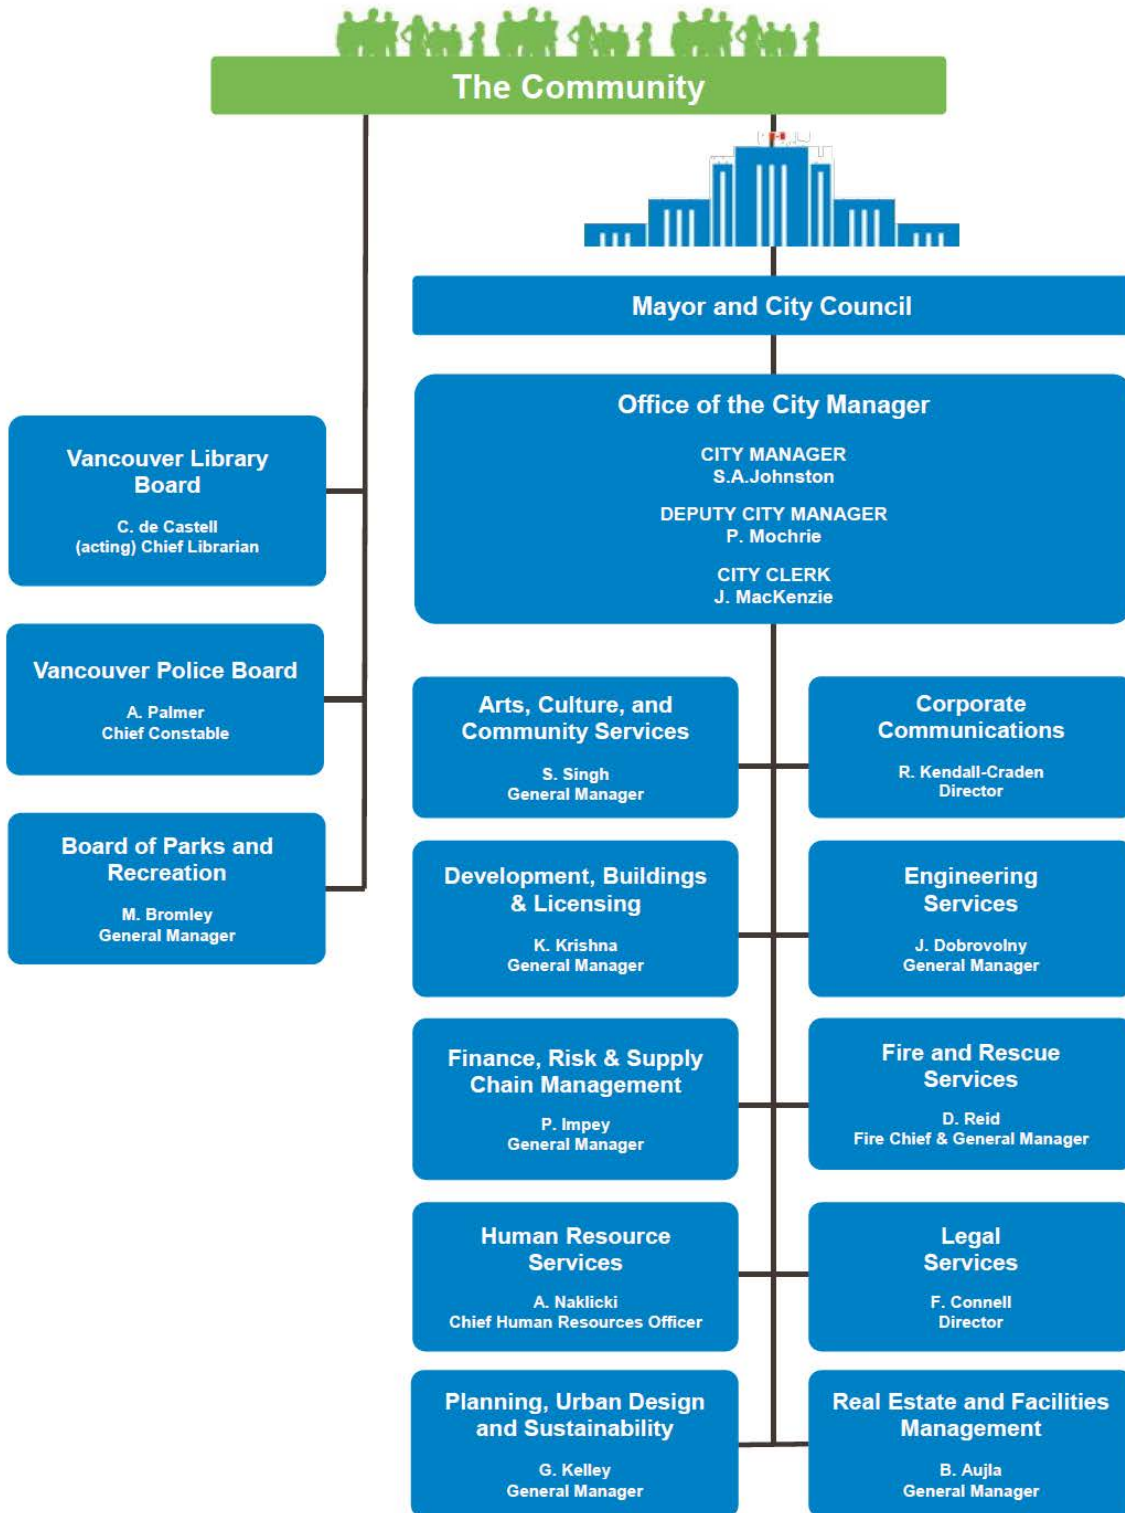 The Community
Mayor and City Council
Office of the City Manager
CITY MANAGER
S.A.Johnston
DEPUTY CITY MANAGER
P. Mochrie
CITY CLERK
J. MacKenzie
Vancouver Library
Board
C. de Castell
(acting) Chief Librarian
Vancouver Police Board
A. Palmer
Chief Constable
Board of Parks and
Recreation
M. Bromley
General Manager
Arts, Culture, and
Community Services
S. Singh
General Manager
Corporate
Communications
R. Kendall-Craden
Director
Development, Buildings
& Licensing
K. Krishna
General Manager
Engineering
Services
J. Dobrovolny
General Manager
Finance, Risk & Supply
Chain Management
P. Impey
General Manager
Fire and Rescue
Services
D. Reid
Fire Chief & General Manager
Human Resource
Services
A. Naklicki
Chief Human Resources Officer
Legal
Services
F. Connell
Director
Planning, Urban Design
and Sustainability
G. Kelley
General Manager
Real Estate and Facilities
Management
B. Aujla
General Manager